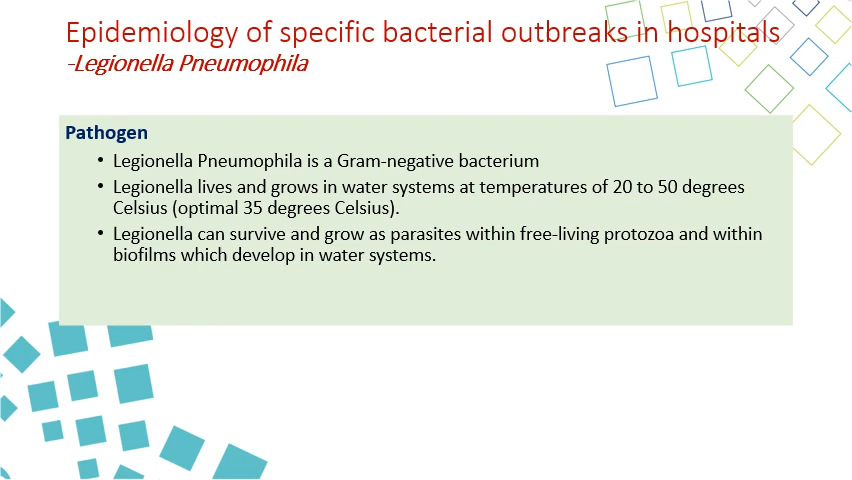 Epidemiology of specific bacterial outbreaks in hospitals
-Legionella Pneumophila
Pathogen
• Legionella Pneumophila is a Gram-negative bacterium
• Legionella lives and grows in water systems at temperatures of 20 to 50 degrees
Celsius (optimal 35 degrees Celsius).
• Legionella can survive and grow as parasites within free-living protozoa and within
biofilms which develop in water systems.